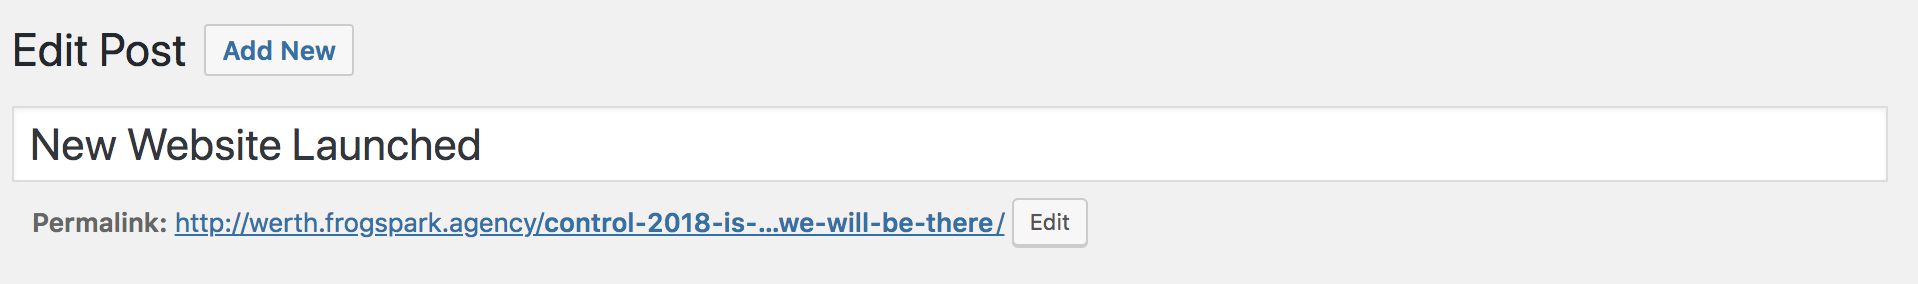 Edit Post Add New
New Website Launched
Permalink: http://werth.frogspark.agency/control-2018-is-...we-will-be-there/ Edit